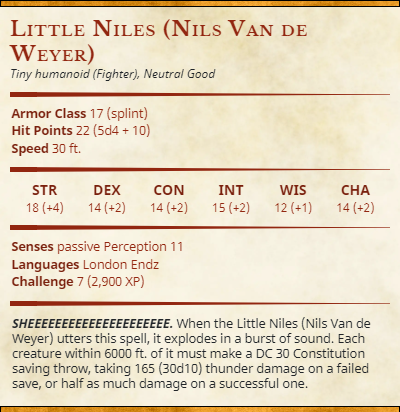 Little Niles (Nils Van de
Weyer)
Tiny humanoid (Fighter), Neutral Good
Armor Class 17 (splint)
Hit Points 22 (5d4 + 10)
Speed 30 ft.
STR DEX CON INT WIS CHA
18 (+4) 14 (+2) 14 (+2) 15 (+2) 12 (+1) 14 (+2)
Senses passive Perception 11
Languages London Endz
Challenge 7 (2,900 XP)
SHEEEEEEEEEEEEEEEEEEEE. When the Little Niles (Nils Van de
Weyer) utters this spell, it explodes in a burst of sound. Each
creature within 6000 ft. of it must make a DC 30 Constitution
saving throw, taking 165 (30d10) thunder damage on a failed
save, or half as much damage on a successful one.